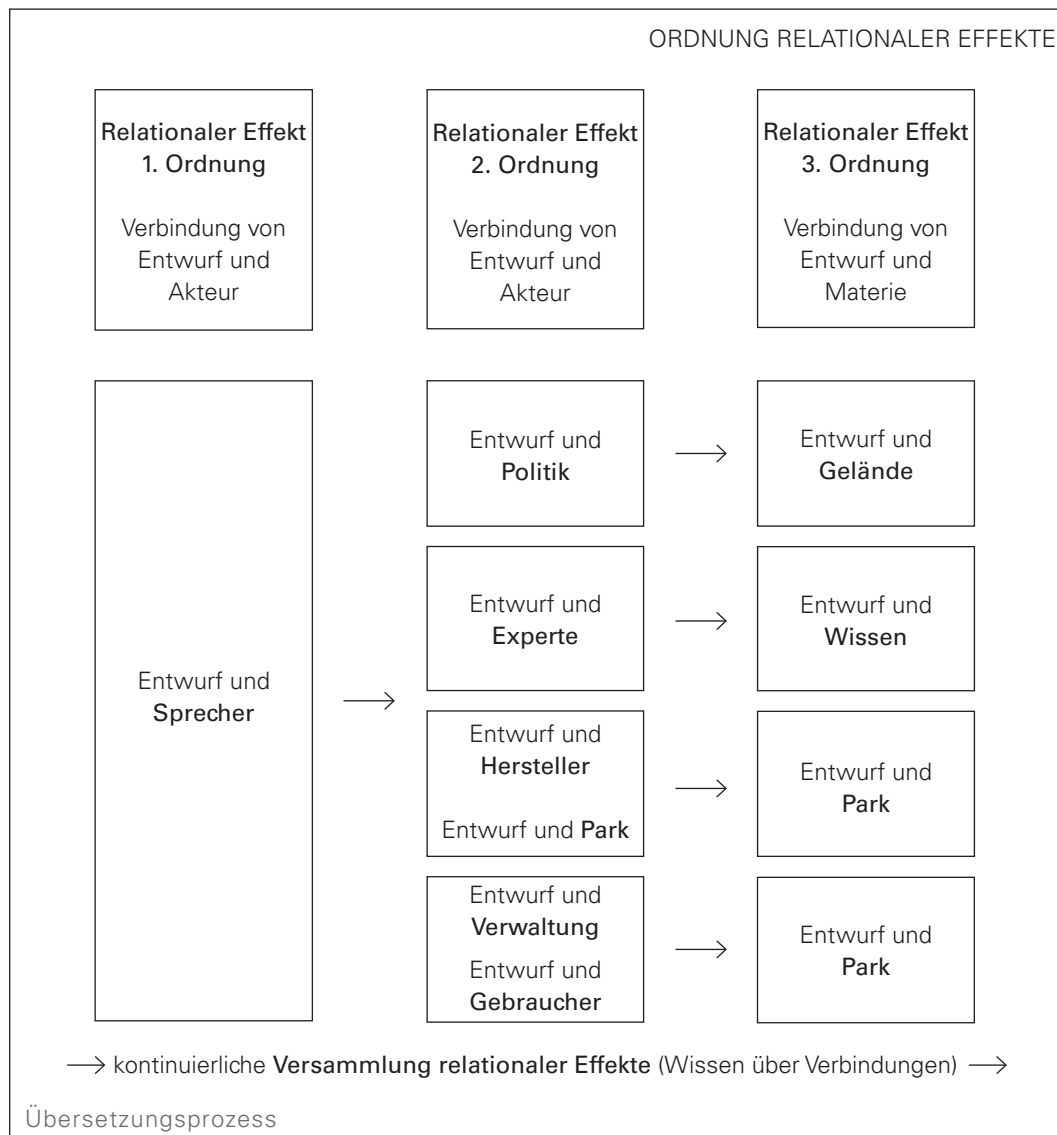 ORDNUNG RELATIONALER EFFEKTE
Relationaler Effekt
1. Ordnung
Verbindung von
Entwurf und
Akteur
Relationaler Effekt
2. Ordnung
Verbindung von
Entwurf und
Akteur
Relationaler Effekt
3. Ordnung
Verbindung von
Entwurf und
Materie
Entwurf und
Sprecher
→
Entwurf und
Politik
→
Entwurf und
Gelände
Entwurf und
Experte
→
Entwurf und
Wissen
Entwurf und
Hersteller
Entwurf und Park
→
Entwurf und
Park
Entwurf und
Verwaltung
Entwurf und
Gebraucher
→
Entwurf und
Park
→ kontinuierliche Versammlung relationaler Effekte (Wissen über Verbindungen) →
Übersetzungsprozess